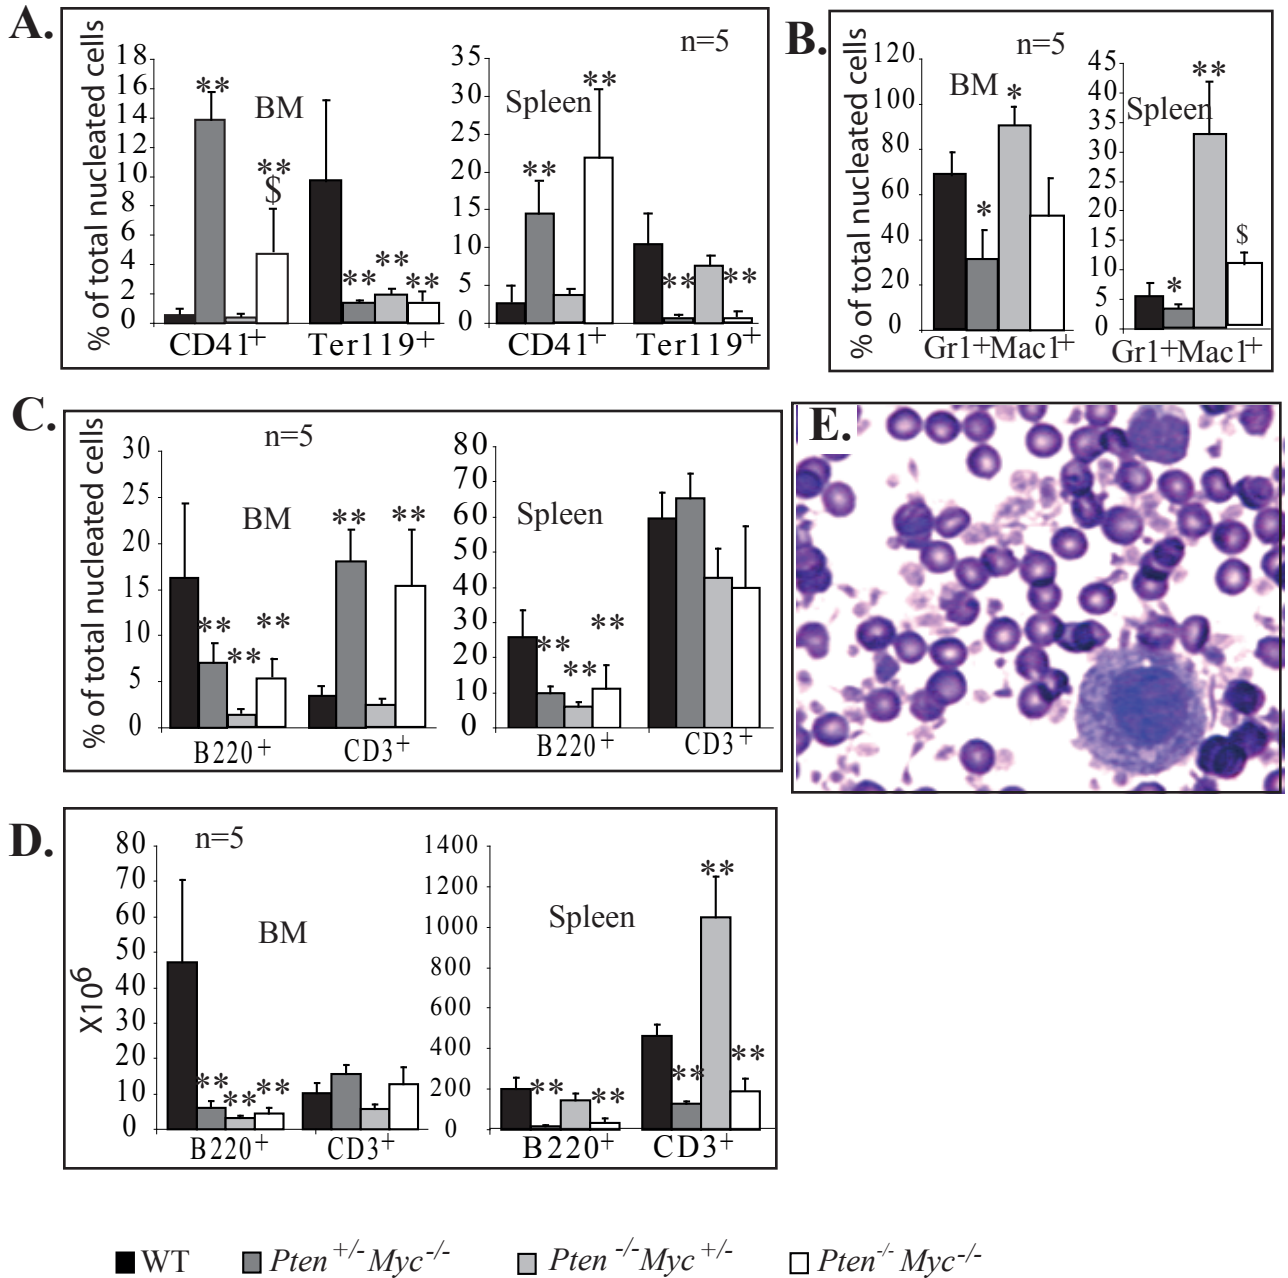 A.
% of total nucleated cells
18
16
14
12
10
8
6
4
2
0
**
BM
**
$
** ** **
CD41+ Ter119+
n=5
35
30
25
20
15
10
5
0
Spleen
**
**
** **
CD41+ Ter119+
B.
% of total nucleated cells
120
100
80
60
40
20
0
n=5
BM
*
*
Gr1+Mac1+
45
40
35
30
25
20
15
10
5
0
Spleen
**
*
$
Gr1+Mac1+
C.
% of total nucleated cells
30
25
20
15
10
5
0
n=5
BM
** ** **
** **
B220+ CD3+
80
70
60
50
40
30
20
10
0
Spleen
** ** **
B220+ CD3+
E.
D.
X10^6
80
70
60
50
40
30
20
10
0
n=5
BM
** ** **
B220+ CD3+
1400
1200
1000
800
600
400
200
0
Spleen
** **
** ** **
B220+ CD3+
WT Pten+/-Myc-/- Pten-/-Myc+/- Pten-/-Myc-/-